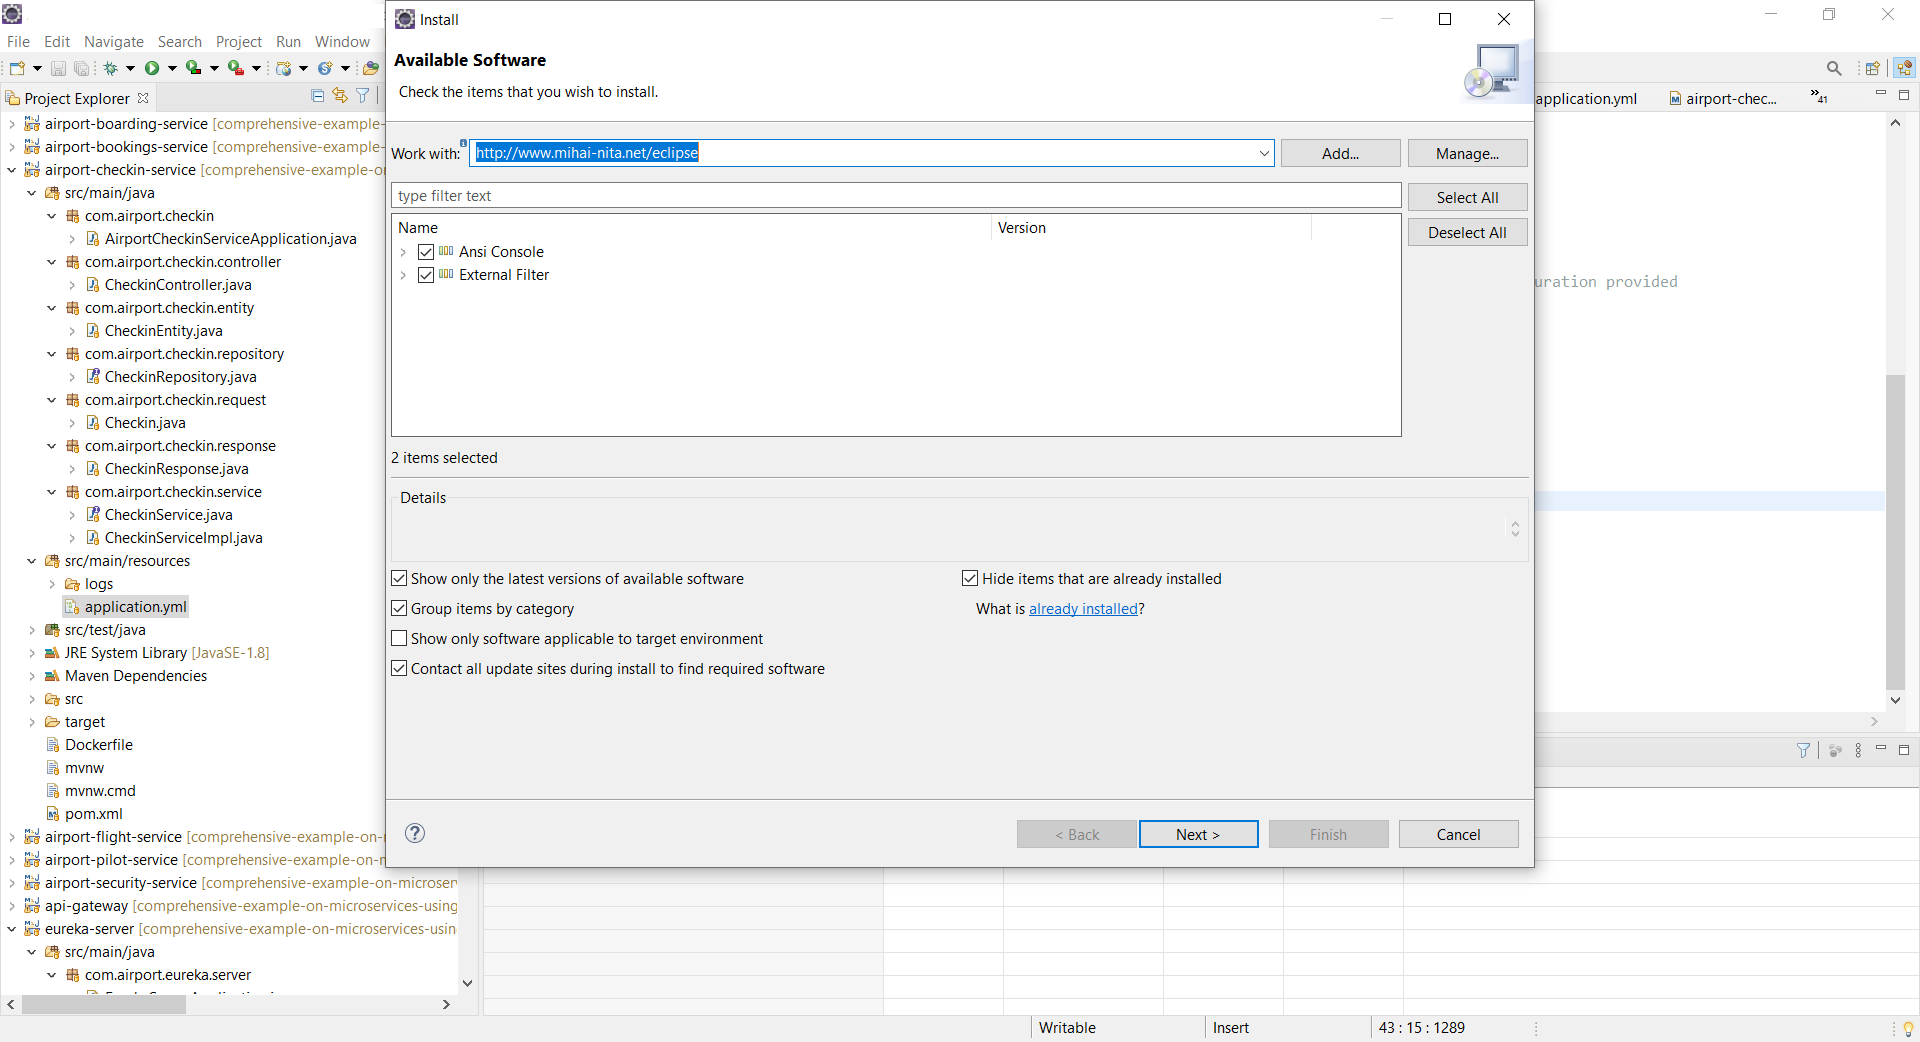 Install
File Edit Navigate Search Project Run Window
Available Software
Check the items that you wish to install.
Project Explorer
application.yml
airport-chec...
»41
Work with:
http://www.mihai-nita.net/eclipse
Add...
Manage...
type filter text
Select All
Deselect All
Name
Version
Ansi Console
External Filter
2 items selected
Details
Show only the latest versions of available software
Hide items that are already installed
Group items by category
What is already installed?
Show only software applicable to target environment
Contact all update sites during install to find required software
< Back
Next >
Finish
Cancel
uration provided
airport-boarding-service [comprehensive-example-
airport-bookings-service [comprehensive-example-
airport-checkin-service [comprehensive-example-o
src/main/java
com.airport.checkin
AirportCheckinServiceApplication.java
com.airport.checkin.controller
CheckinController.java
com.airport.checkin.entity
CheckinEntity.java
com.airport.checkin.repository
CheckinRepository.java
com.airport.checkin.request
Checkin.java
com.airport.checkin.response
CheckinResponse.java
com.airport.checkin.service
CheckinService.java
CheckinServiceImpl.java
src/main/resources
logs
application.yml
src/test/java
JRE System Library [JavaSE-1.8]
Maven Dependencies
src
target
Dockerfile
mvnw
mvnw.cmd
pom.xml
airport-flight-service [comprehensive-example-on-
airport-pilot-service [comprehensive-example-on-m
airport-security-service [comprehensive-example-on-microser
api-gateway [comprehensive-example-on-microservices-using
eureka-server [comprehensive-example-on-microservices-usin
src/main/java
com.airport.eureka.server
Writable
Insert
43 : 15 : 1289